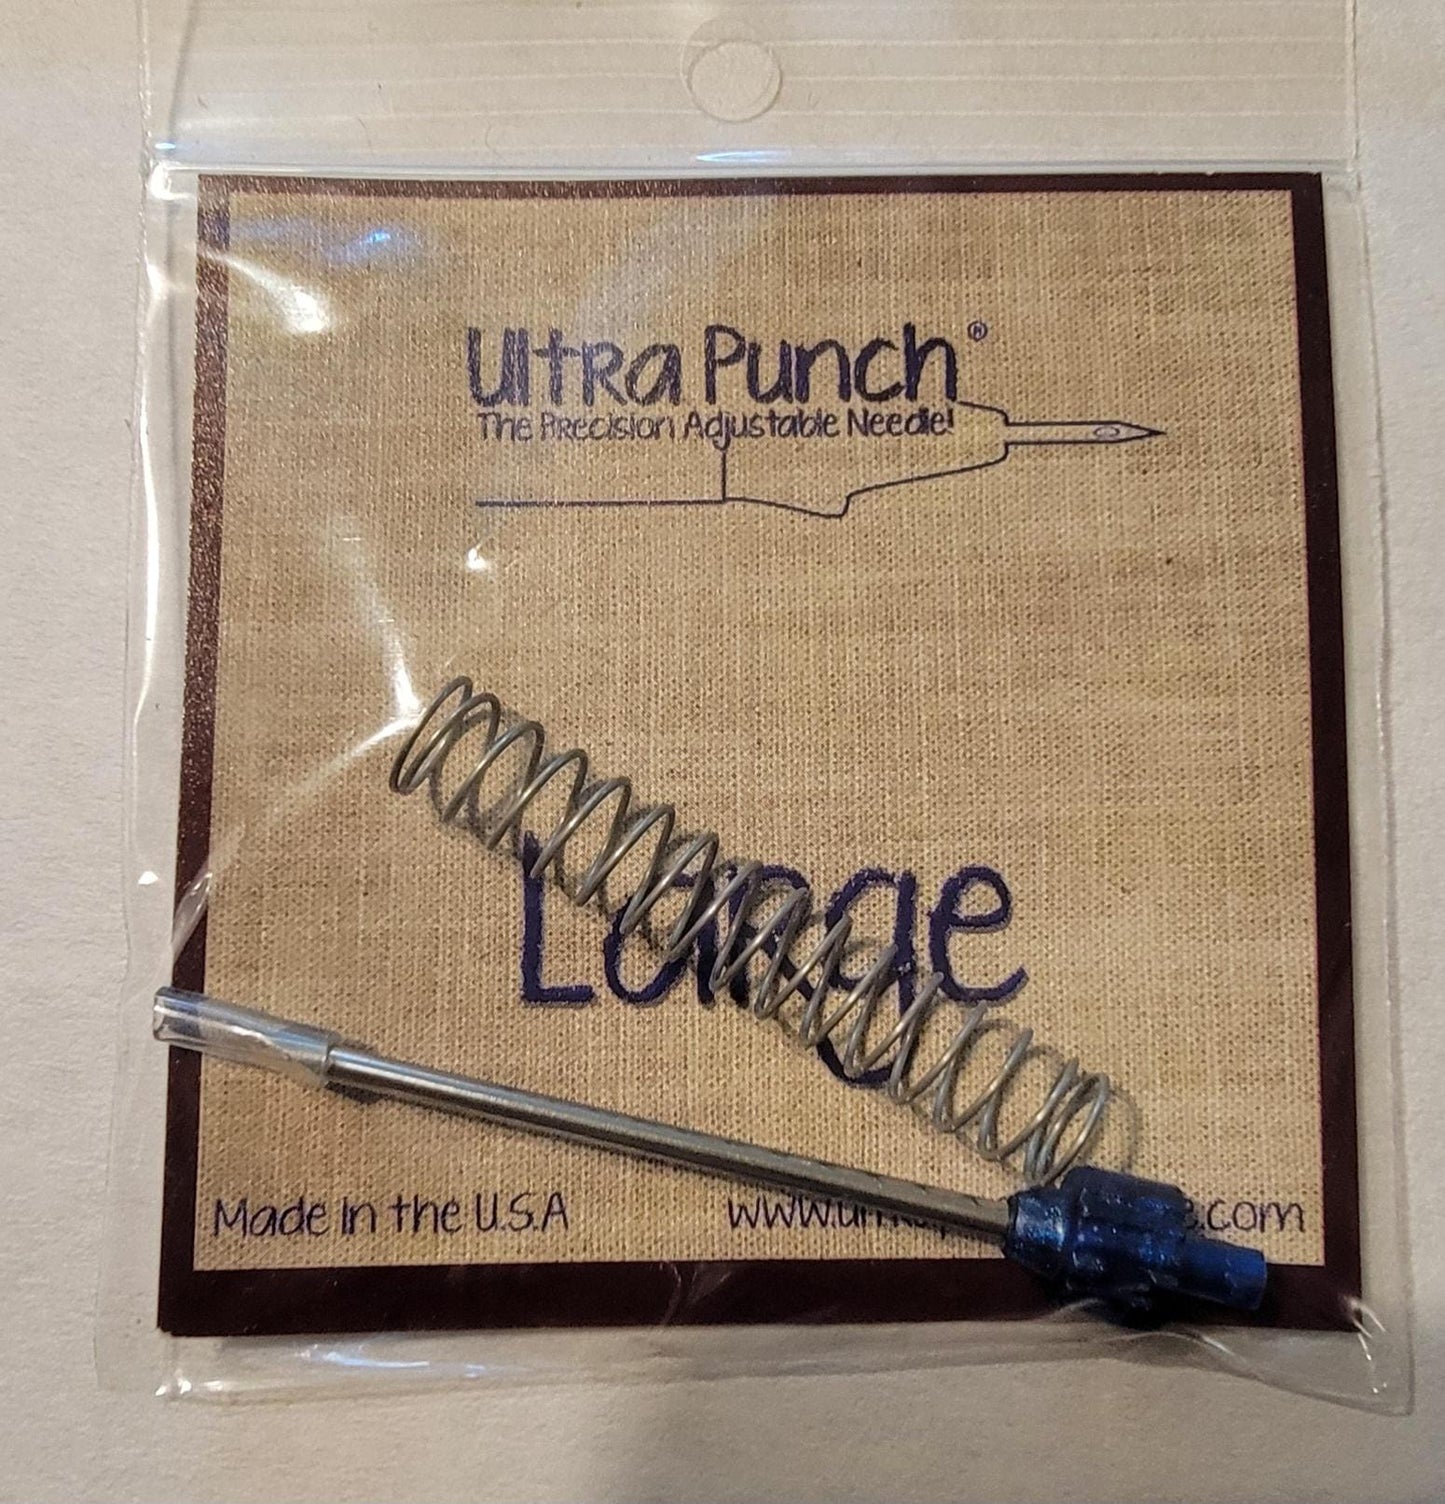 Ultra Punch®
The Precision Adjustable Needle!
Large
Made in the U.S.A